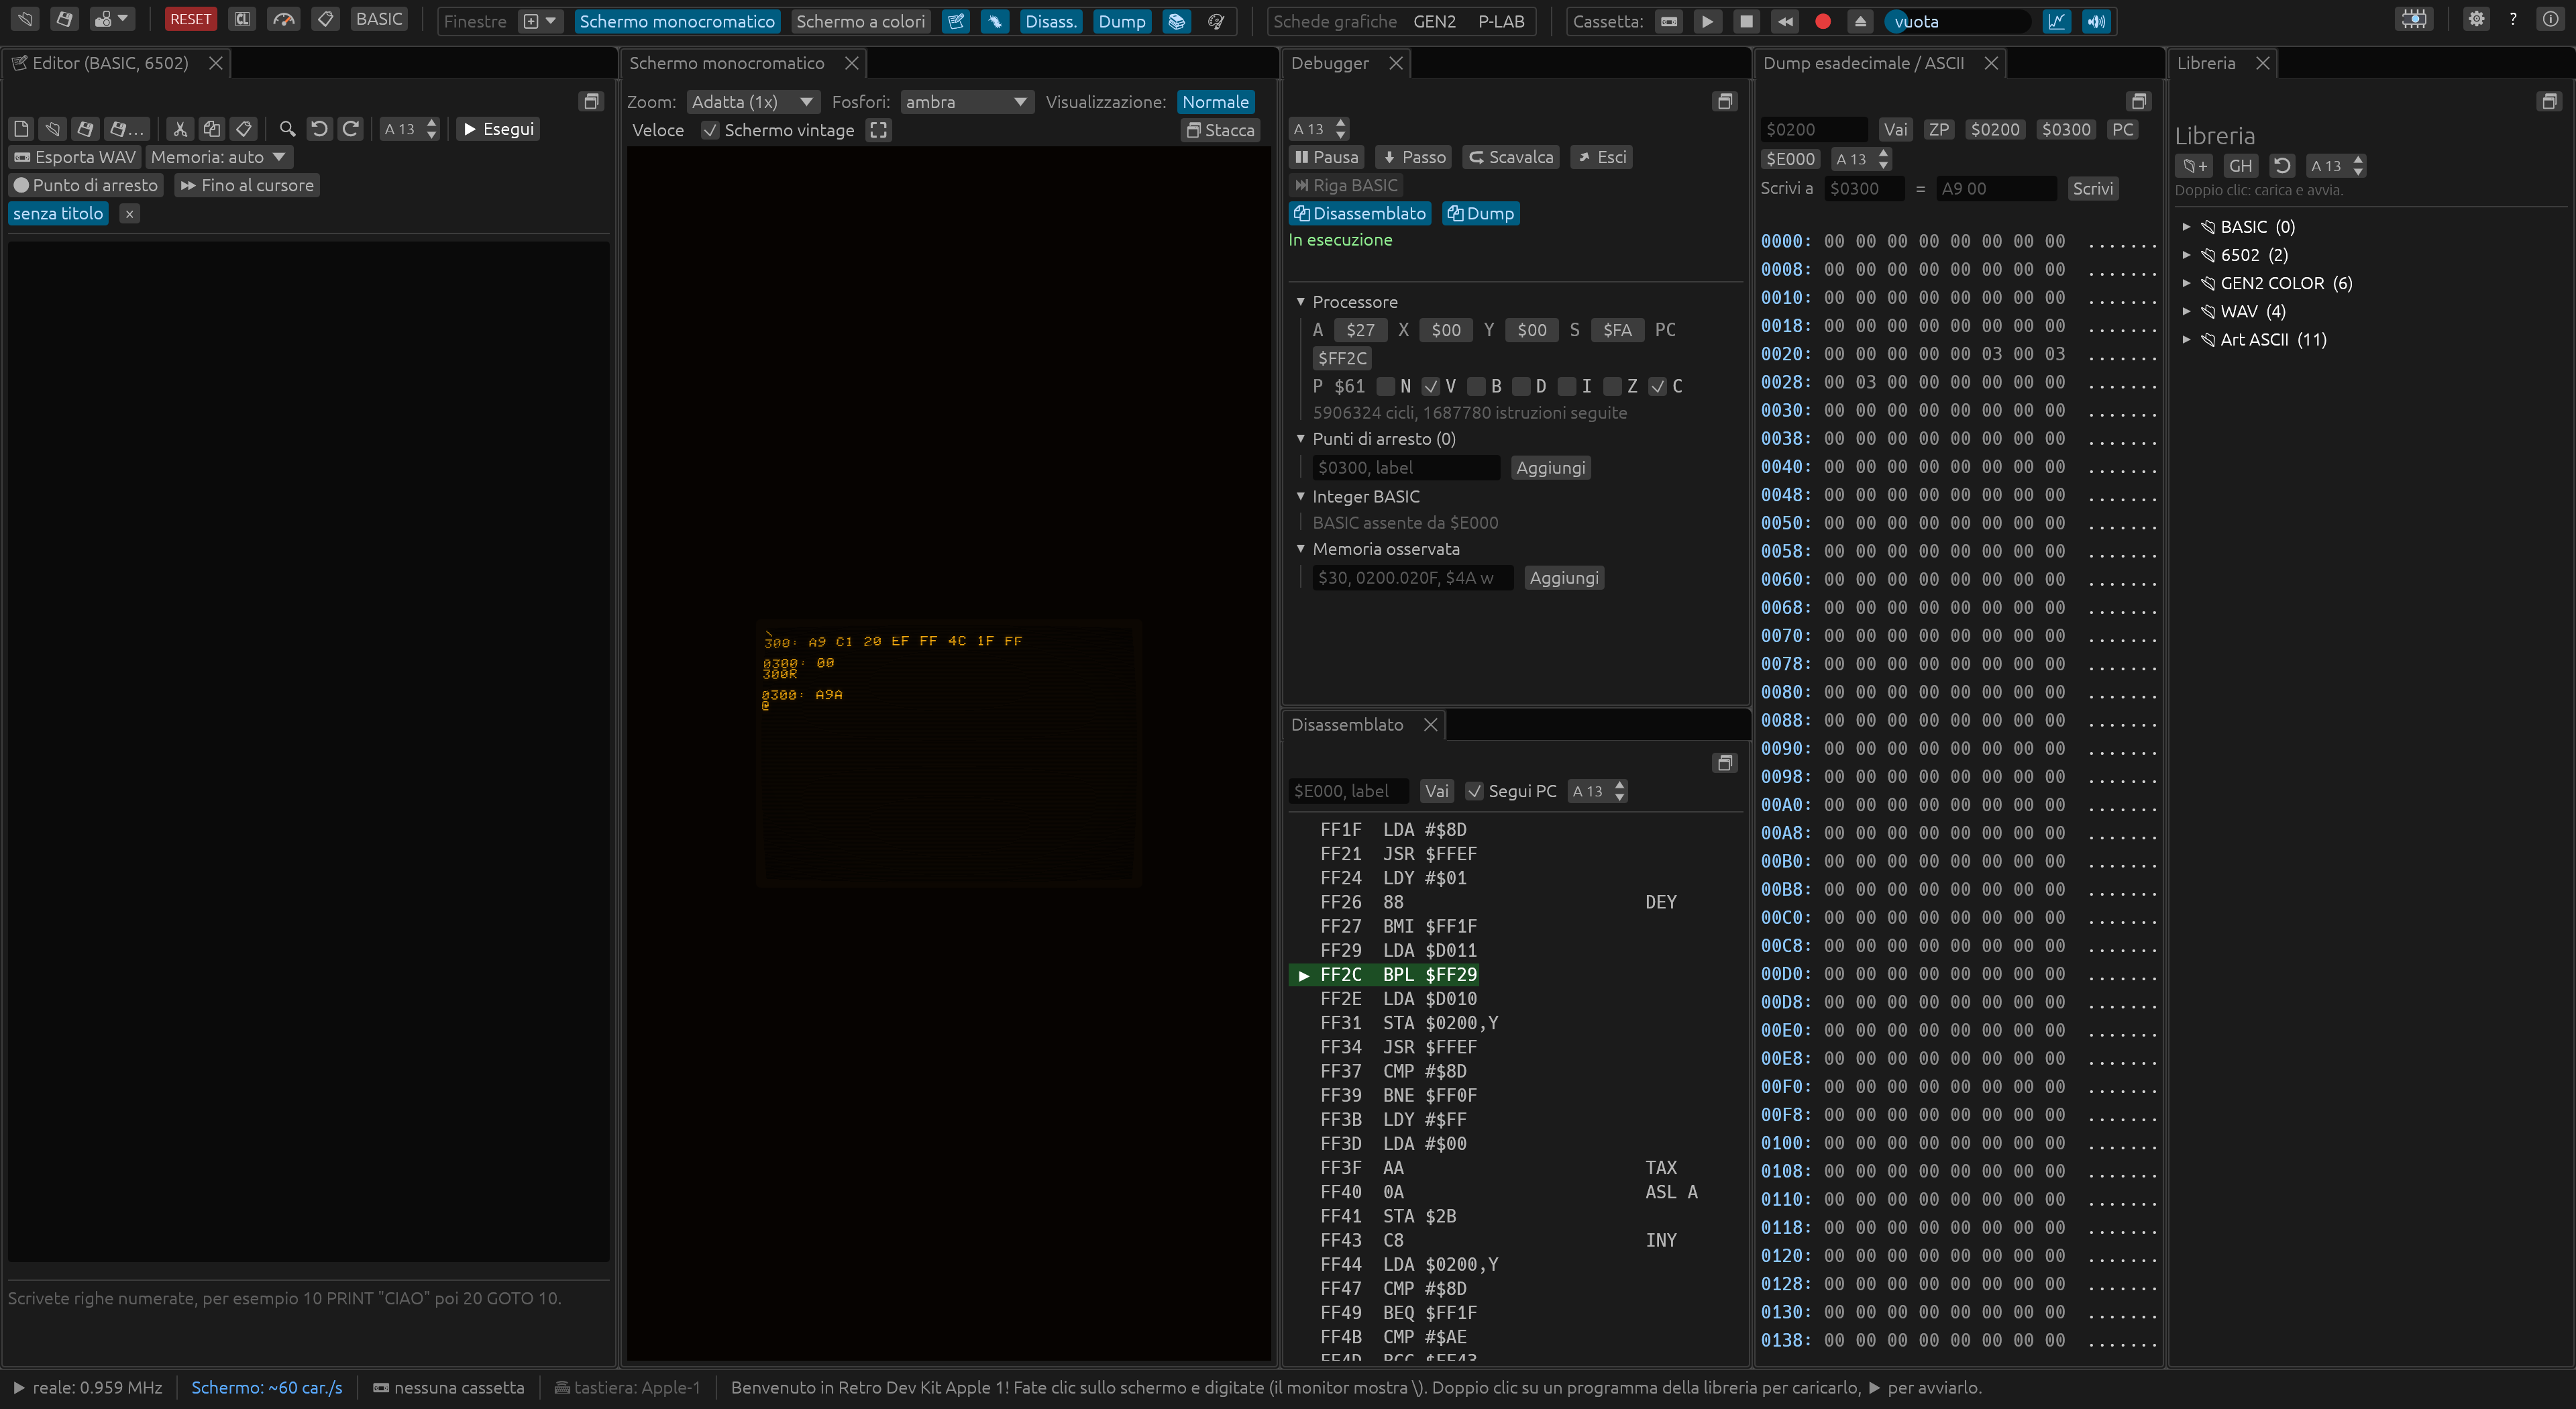 RESET BASIC Finestre Schermo monocromatico Schermo a colori Disass. Dump Schede grafiche GEN2 P-LAB Cassetta: vuota ?
Editor (BASIC, 6502)
A 13 Esegui
Esporta WAV Memoria: auto
Punto di arresto Fino al cursore
senza titolo x
Scrivete righe numerate, per esempio 10 PRINT "CIAO" poi 20 GOTO 10.
Schermo monocromatico
Zoom: Adatta (1x) Fosfori: ambra Visualizzazione: Normale
Veloce Schermo vintage Stacca
\
300: A9 C1 20 EF FF 4C 1F FF
0300: 00
300R
0300: A9A
@
Debugger
A 13
Pausa Passo Scavalca Esci
Riga BASIC
Disassemblato Dump
In esecuzione
Processore
A $27 X $00 Y $00 S $FA PC
$FF2C
P $61 N V B D I Z C
5906324 cicli, 1687780 istruzioni seguite
Punti di arresto (0)
$0300, label Aggiungi
Integer BASIC
BASIC assente da $E000
Memoria osservata
$30, 0200.020F, $4A w Aggiungi
Disassemblato
$E000, label Vai Segui PC A 13
FF1F LDA #$8D
FF21 JSR $FFEF
FF24 LDY #$01
FF26 88 DEY
FF27 BMI $FF1F
FF29 LDA $D011
FF2C BPL $FF29
FF2E LDA $D010
FF31 STA $0200,Y
FF34 JSR $FFEF
FF37 CMP #$8D
FF39 BNE $FF0F
FF3B LDY #$FF
FF3D LDA #$00
FF3F AA TAX
FF40 0A ASL A
FF41 STA $2B
FF43 C8 INY
FF44 LDA $0200,Y
FF47 CMP #$8D
FF49 BEQ $FF1F
FF4B CMP #$AE
FF4D BCC $FF43
Dump esadecimale / ASCII
$0200 Vai ZP $0200 $0300 PC
$E000 A 13
Scrivi a $0300 = A9 00 Scrivi
0000: 00 00 00 00 00 00 00 00 .......
0008: 00 00 00 00 00 00 00 00 .......
0010: 00 00 00 00 00 00 00 00 .......
0018: 00 00 00 00 00 00 00 00 .......
0020: 00 00 00 00 00 03 00 03 .......
0028: 00 03 00 00 00 00 00 00 .......
0030: 00 00 00 00 00 00 00 00 .......
0038: 00 00 00 00 00 00 00 00 .......
0040: 00 00 00 00 00 00 00 00 .......
0048: 00 00 00 00 00 00 00 00 .......
0050: 00 00 00 00 00 00 00 00 .......
0058: 00 00 00 00 00 00 00 00 .......
0060: 00 00 00 00 00 00 00 00 .......
0068: 00 00 00 00 00 00 00 00 .......
0070: 00 00 00 00 00 00 00 00 .......
0078: 00 00 00 00 00 00 00 00 .......
0080: 00 00 00 00 00 00 00 00 .......
0088: 00 00 00 00 00 00 00 00 .......
0090: 00 00 00 00 00 00 00 00 .......
0098: 00 00 00 00 00 00 00 00 .......
00A0: 00 00 00 00 00 00 00 00 .......
00A8: 00 00 00 00 00 00 00 00 .......
00B0: 00 00 00 00 00 00 00 00 .......
00B8: 00 00 00 00 00 00 00 00 .......
00C0: 00 00 00 00 00 00 00 00 .......
00C8: 00 00 00 00 00 00 00 00 .......
00D0: 00 00 00 00 00 00 00 00 .......
00D8: 00 00 00 00 00 00 00 00 .......
00E0: 00 00 00 00 00 00 00 00 .......
00E8: 00 00 00 00 00 00 00 00 .......
00F0: 00 00 00 00 00 00 00 00 .......
00F8: 00 00 00 00 00 00 00 00 .......
0100: 00 00 00 00 00 00 00 00 .......
0108: 00 00 00 00 00 00 00 00 .......
0110: 00 00 00 00 00 00 00 00 .......
0118: 00 00 00 00 00 00 00 00 .......
0120: 00 00 00 00 00 00 00 00 .......
0128: 00 00 00 00 00 00 00 00 .......
0130: 00 00 00 00 00 00 00 00 .......
0138: 00 00 00 00 00 00 00 00 .......
Libreria
Libreria
+ GH A 13
Doppio clic: carica e avvia.
BASIC (0)
6502 (2)
GEN2 COLOR (6)
WAV (4)
Art ASCII (11)
reale: 0.959 MHz Schermo: ~60 car./s nessuna cassetta tastiera: Apple-1 Benvenuto in Retro Dev Kit Apple 1! Fate clic sullo schermo e digitate (il monitor mostra \). Doppio clic su un programma della libreria per caricarlo, ▶ per avviarlo.